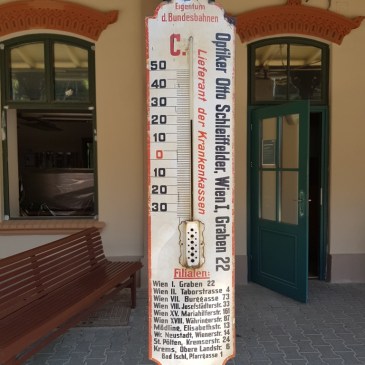 Eigentum
d. Bundesbahnen
C.
50
40
30
20
10
0
10
20
30
Optiker Otto Schleiffelder, Wien I., Graben 22
Lieferant der Krankenkassen
Filialen:
Wien I. Graben 22
Wien II. Taborstrasse 4
Wien VII. Burggasse 73
Wien VIII. Josefstädterstr. 33
Wien XV. Mariahilferstr. 161
Wien XVIII. Währingerstr. 87
Mödling, Elisabethstr. 13
Wr. Neustadt, Wienerstr. 14
St. Pölten, Kremserstr. 24
Krems, Obere Landstr. 6
Bad Ischl, Pfarrgasse 1